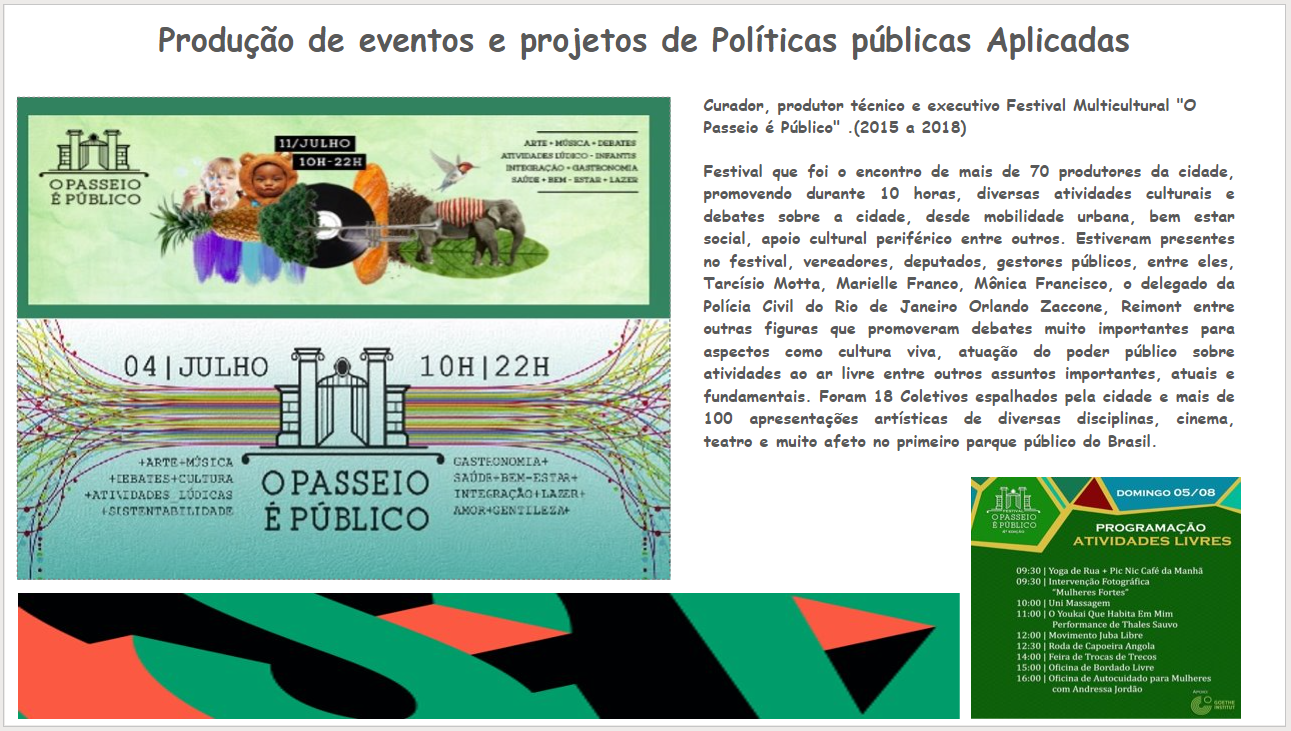 Produção de eventos e projetos de Políticas públicas Aplicadas
O PASSEIO
É PÚBLICO
11/JULHO
10H-22H
ARTE + MÚSICA + DEBATES
ATIVIDADES LÚDICO - INFANTIS
INTEGRAÇÃO + GASTRONOMIA
SAÚDE + BEM - ESTAR + LAZER
04|JULHO
10H|22H
+ARTE+MÚSICA
+DEBATES+CULTURA
+ATIVIDADES LÚDICAS
+SUSTENTABILIDADE
O PASSEIO
É PÚBLICO
GASTRONOMIA+
SAÚDE+BEM-ESTAR+
INTEGRAÇÃO+LAZER+
AMOR+GENTILEZA+
Curador, produtor técnico e executivo Festival Multicultural "O
Passeio é Público" .(2015 a 2018)
Festival que foi o encontro de mais de 70 produtores da cidade,
promovendo durante 10 horas, diversas atividades culturais e
debates sobre a cidade, desde mobilidade urbana, bem estar
social, apoio cultural periférico entre outros. Estiveram presentes
no festival, vereadores, deputados, gestores públicos, entre eles,
Tarcísio Motta, Marielle Franco, Mônica Francisco, o delegado da
Polícia Civil do Rio de Janeiro Orlando Zaccone, Reimont entre
outras figuras que promoveram debates muito importantes para
aspectos como cultura viva, atuação do poder público sobre
atividades ao ar livre entre outros assuntos importantes, atuais e
fundamentais. Foram 18 Coletivos espalhados pela cidade e mais de
100 apresentações artísticas de diversas disciplinas, cinema,
teatro e muito afeto no primeiro parque público do Brasil.
FESTIVAL
O PASSEIO
É PÚBLICO
DOMINGO 05/08
PROGRAMAÇÃO
ATIVIDADES LIVRES
09:30 | Yoga de Rua + Pic Nic Café da Manhã
09:30 | Intervenção Fotográfica
"Mulheres Fortes"
10:00 | Uni Massagem
11:00 | O Youkai Que Habita Em Mim
Performance de Thales Sauvo
12:00 | Movimento Juba Libre
12:30 | Roda de Capoeira Angola
14:00 | Feira de Trocas de Trecos
15:00 | Oficina de Bordado Livre
16:00 | Oficina de Autocuidado para Mulheres
com Andressa Jordão
APOIO:
GOETHE
INSTITUT